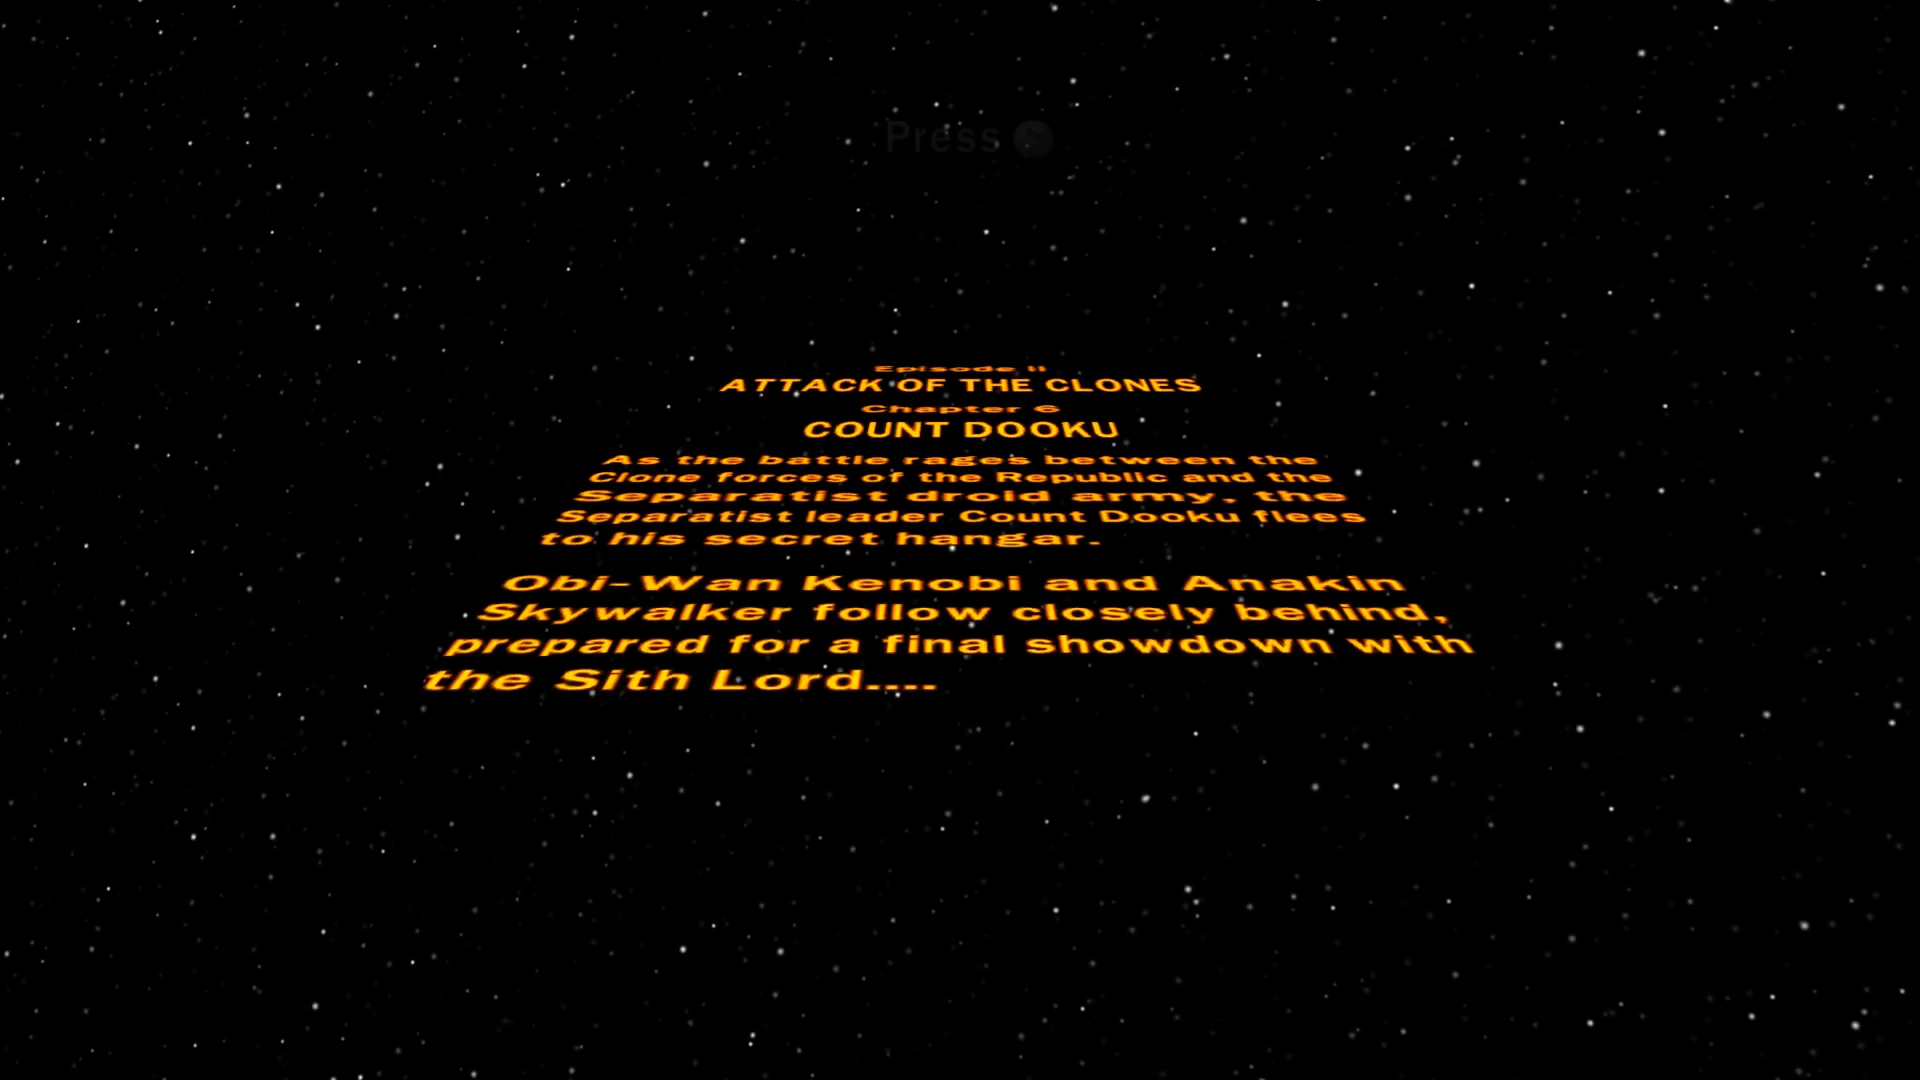 Press
Episode II
ATTACK OF THE CLONES
Chapter 6
COUNT DOOKU
As the battle rages between the
Clone forces of the Republic and the
Separatist droid army, the
Separatist leader Count Dooku flees
to his secret hangar.
Obi-Wan Kenobi and Anakin
Skywalker follow closely behind,
prepared for a final showdown with
the Sith Lord....